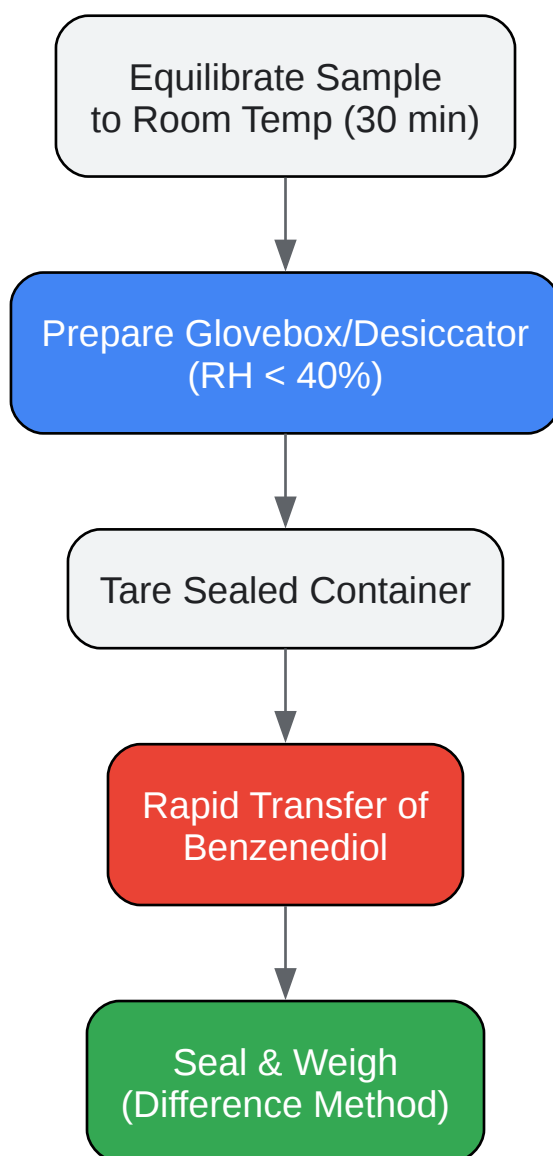 Equilibrate Sample
to Room Temp (30 min)
Prepare Glovebox/Desiccator
(RH < 40%)
Tare Sealed Container
Rapid Transfer of
Benzenediol
Seal & Weigh
(Difference Method)